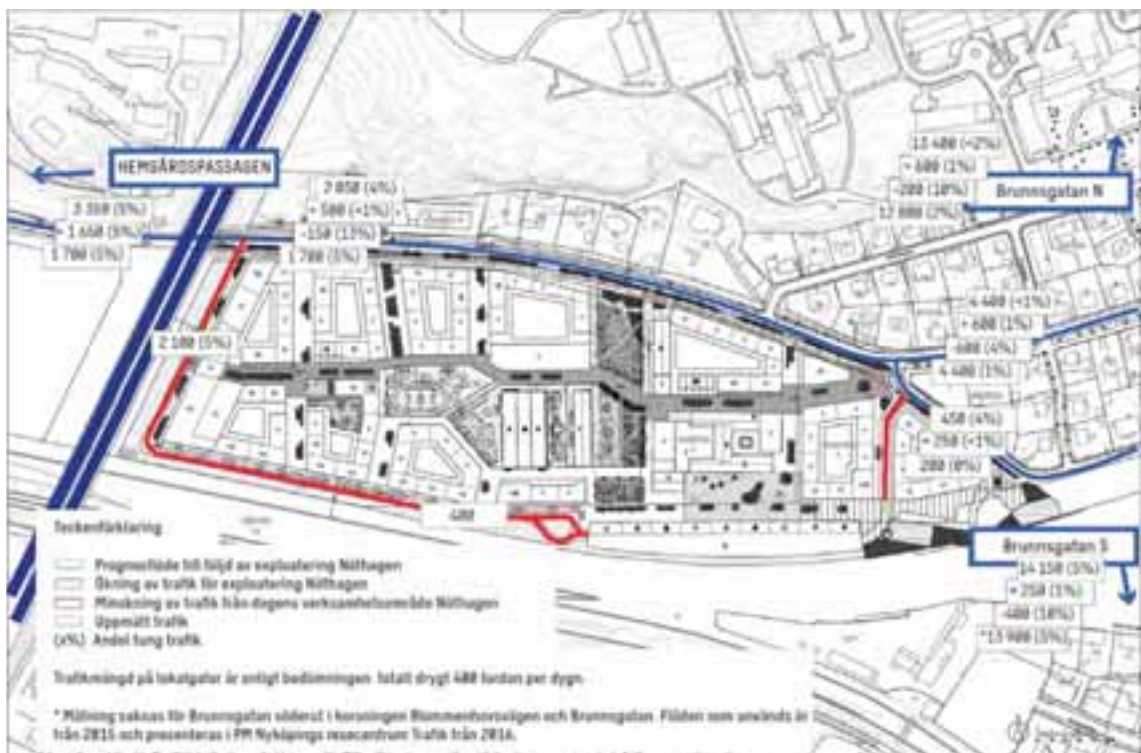 HEMGÅRDSPASSAGEN
3 350 (5%)
+ 1 660 (5%)
1 700 (5%)
2 050 (4%)
+ 500 (<1%)
-150 (13%)
1 700 (5%)
13 400 (<2%)
+ 600 (1%)
-200 (10%)
12 800 (2%)
Brunnsgatan N
2 100 (5%)
4 400 (<1%)
+ 600 (1%)
-600 (4%)
4 400 (1%)
450 (4%)
+ 250 (<1%)
200 (0%)
400
Brunnsgatan S
14 150 (5%)
+ 250 (1%)
-400 (10%)
*13 900 (5%)
Teckenförklaring
Prognosflöde till följd av exploatering Nöthagen
Ökning av trafik för exploatering Nöthagen
Minskning av trafik från dagens verksamhetsområde Nöthagen
Uppmätt trafik
(x%) Andel tung trafik.
Trafikmängd på lokalgator är enligt bedömningen totalt drygt 400 fordon per dygn.
* Mätning saknas för Brunnsgatan söderut i korsningen Blommenhovsvägen och Brunnsgatan. Flöden som används är
från 2015 och presenteras i PM Nyköpings resecentrum Trafik från 2016.